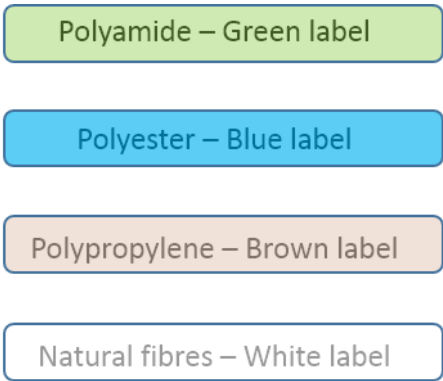 Polyamide – Green label
Polyester – Blue label
Polypropylene – Brown label
Natural fibres – White label